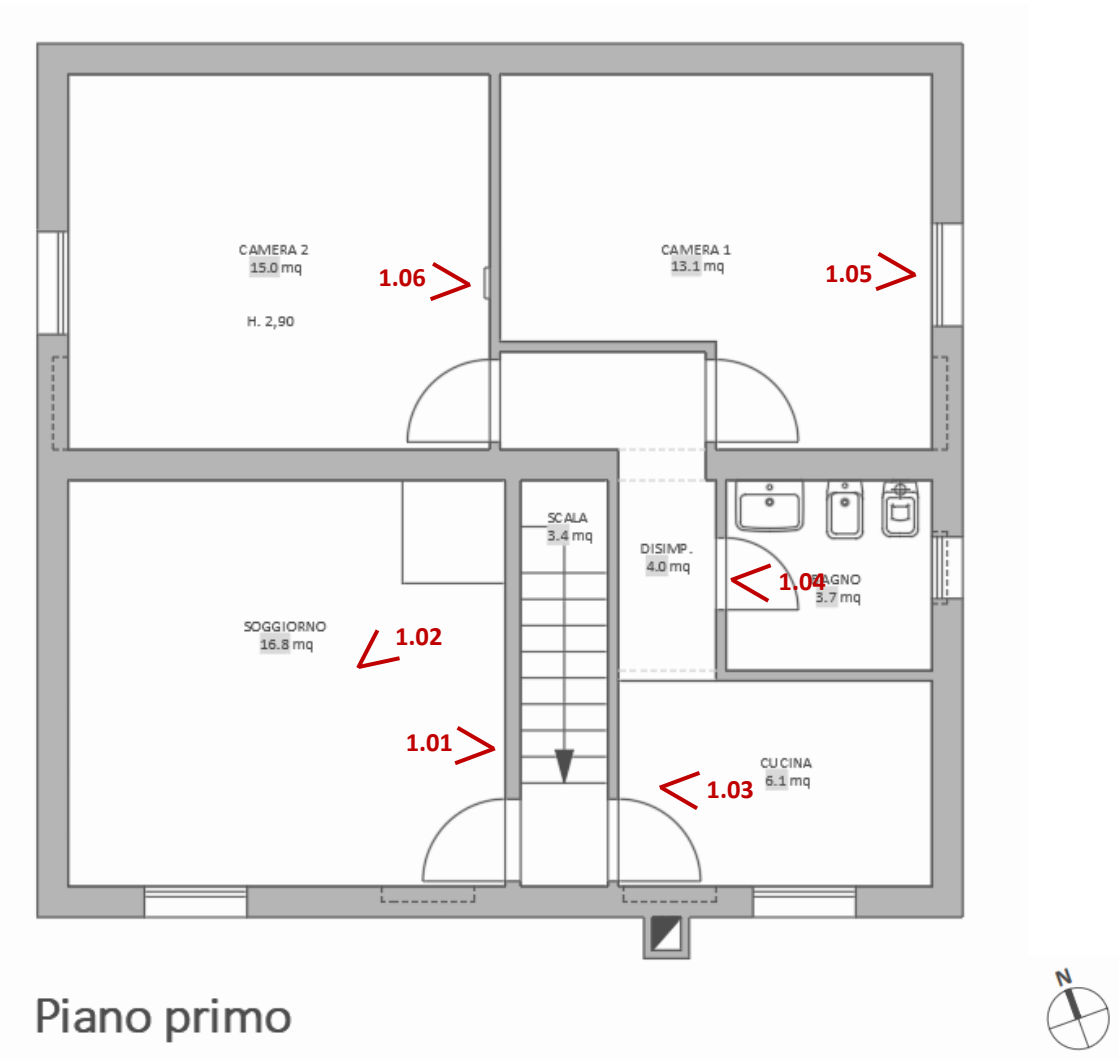 CAMERA 2
15.0 mq
H. 2,90
1.06
CAMERA 1
13.1 mq
1.05
SCALA
3.4 mq
DISIMP.
4.0 mq
1.04
BAGNO
3.7 mq
SOGGIORNO
16.8 mq
1.02
1.01
CUCINA
6.1 mq
1.03
Piano primo
N